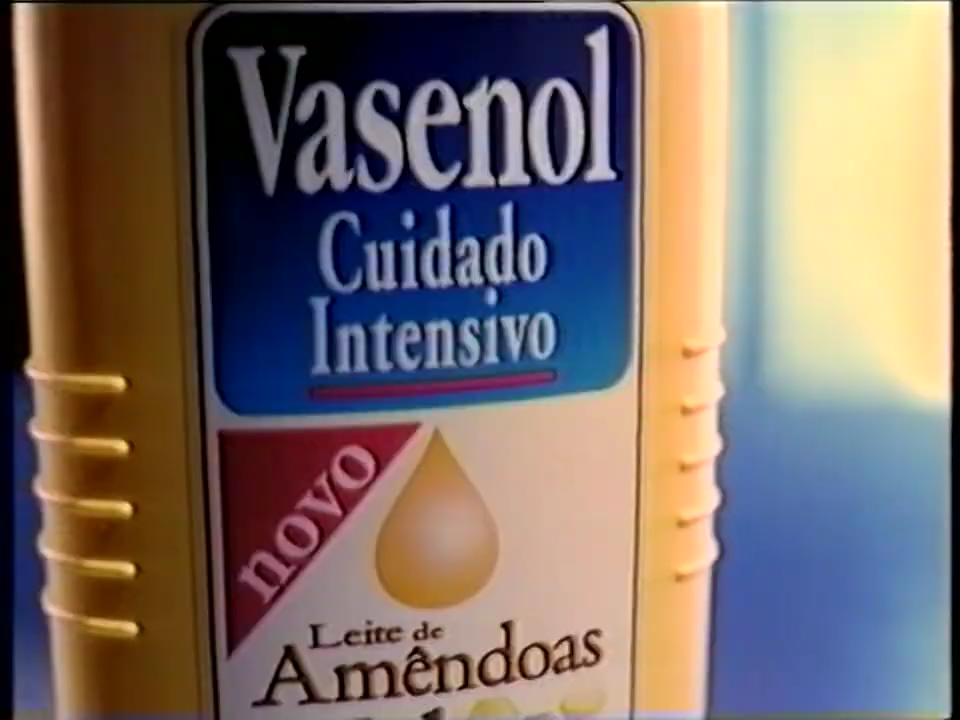 Vasenol
Cuidado
Intensivo
novo
Leite de
Amêndoas